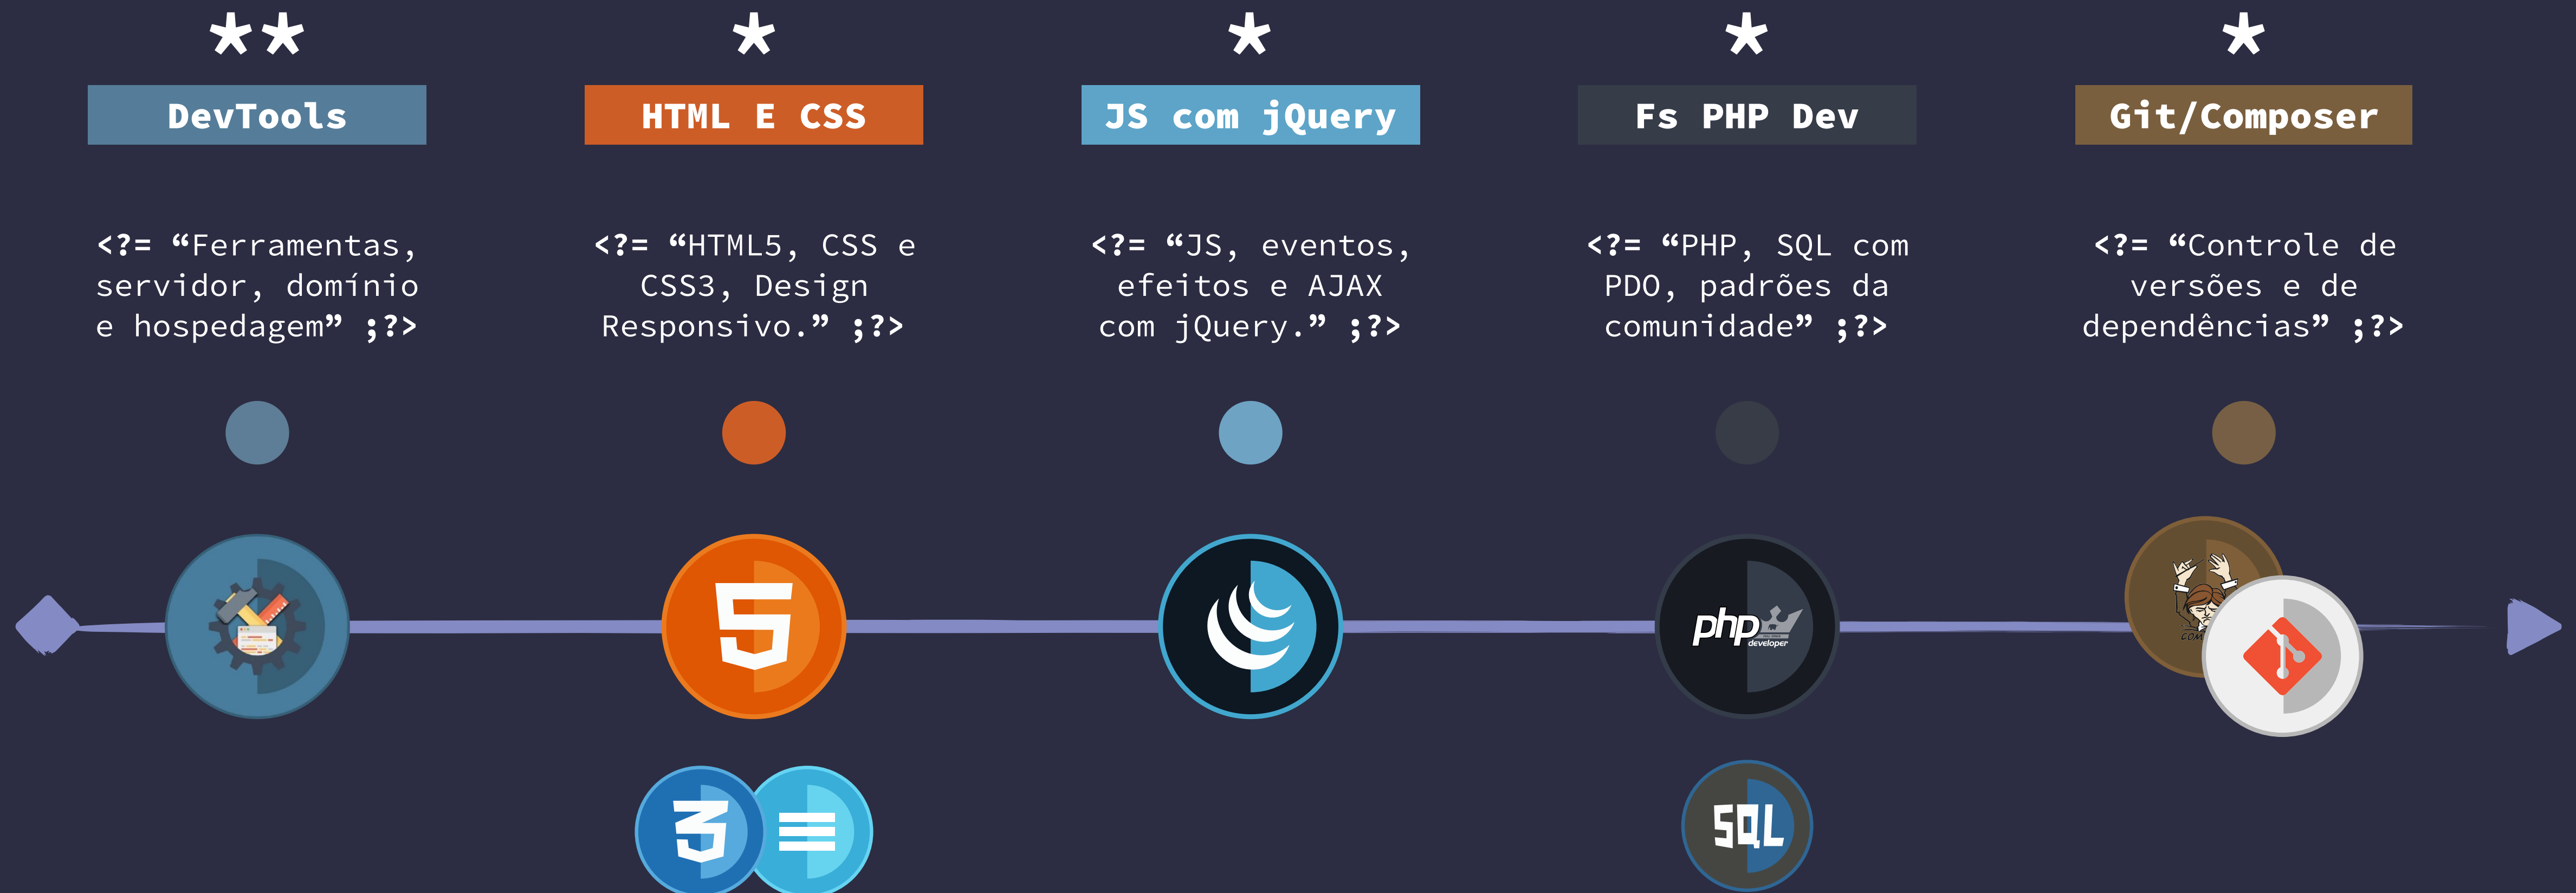 **
DevTools
<?= “Ferramentas,
servidor, domínio
e hospedagem” ;?>
*
HTML E CSS
<?= “HTML5, CSS e
CSS3, Design
Responsivo.” ;?>
*
JS com jQuery
<?= “JS, eventos,
efeitos e AJAX
com jQuery.” ;?>
*
Fs PHP Dev
<?= “PHP, SQL com
PDO, padrões da
comunidade” ;?>
*
Git/Composer
<?= “Controle de
versões e de
dependências” ;?>
5
php
developer
3
SQL